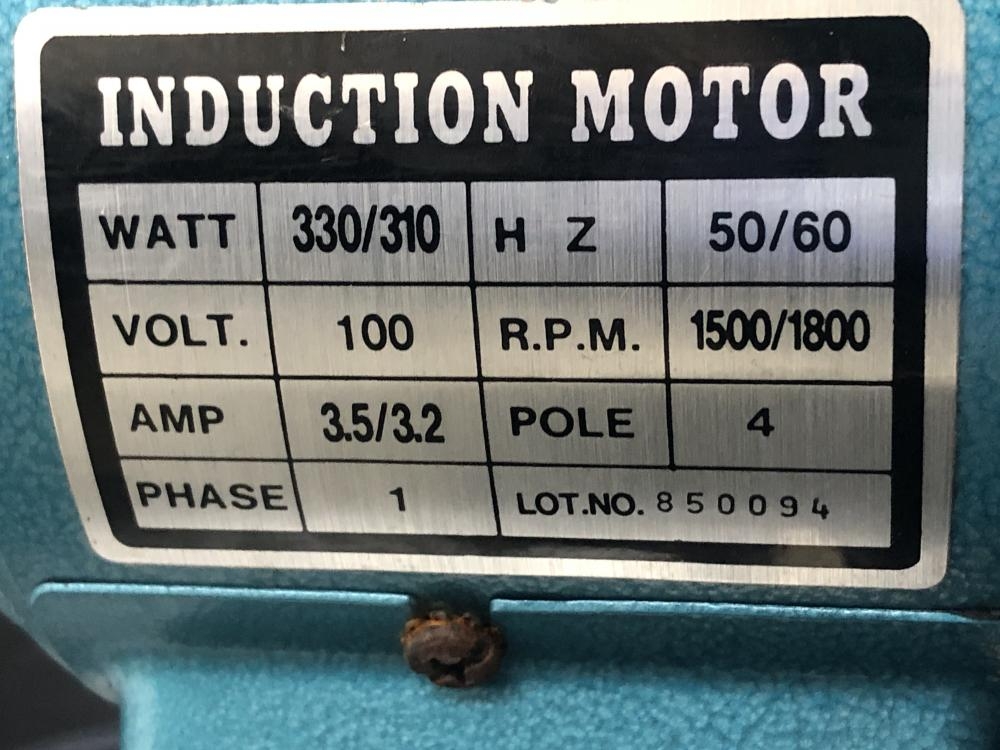 INDUCTION MOTOR
WATT 330/310 H Z 50/60
VOLT. 100 R.P.M. 1500/1800
AMP 3.5/3.2 POLE 4
PHASE 1 LOT.NO. 850094